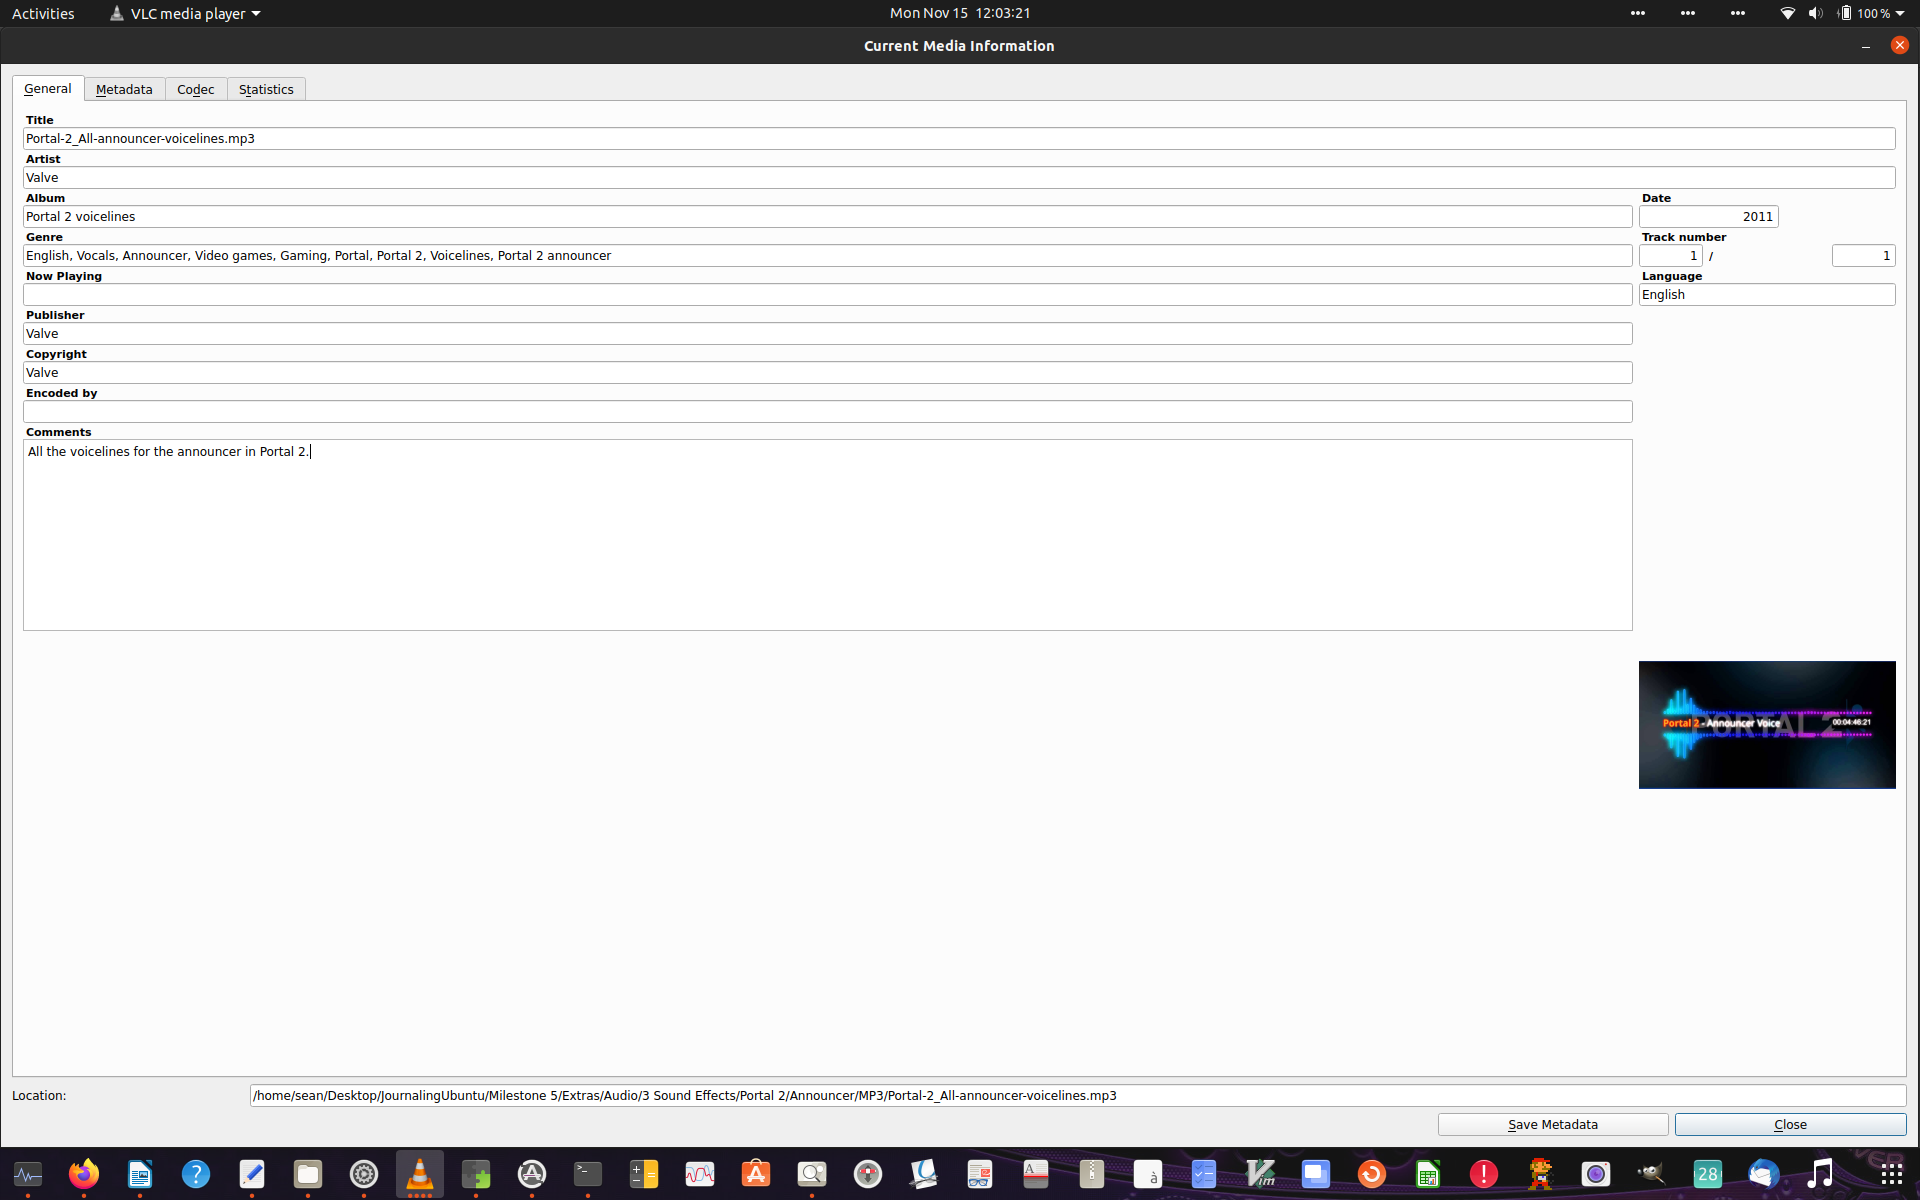 Activities
VLC media player
Mon Nov 15 12:03:21
100 %
Current Media Information
General
Metadata
Codec
Statistics
Title
Portal-2_All-announcer-voicelines.mp3
Artist
Valve
Album
Date
Portal 2 voicelines
2011
Genre
Track number
English, Vocals, Announcer, Video games, Gaming, Portal, Portal 2, Voicelines, Portal 2 announcer
1 / 1
Now Playing
Language
English
Publisher
Valve
Copyright
Valve
Encoded by
Comments
All the voicelines for the announcer in Portal 2.
PORTAL 2
Portal 2 - Announcer Voice
00:04:46:21
Location:
/home/sean/Desktop/JournalingUbuntu/Milestone 5/Extras/Audio/3 Sound Effects/Portal 2/Announcer/MP3/Portal-2_All-announcer-voicelines.mp3
Save Metadata
Close
?
>_
A
à
Vim
!
28